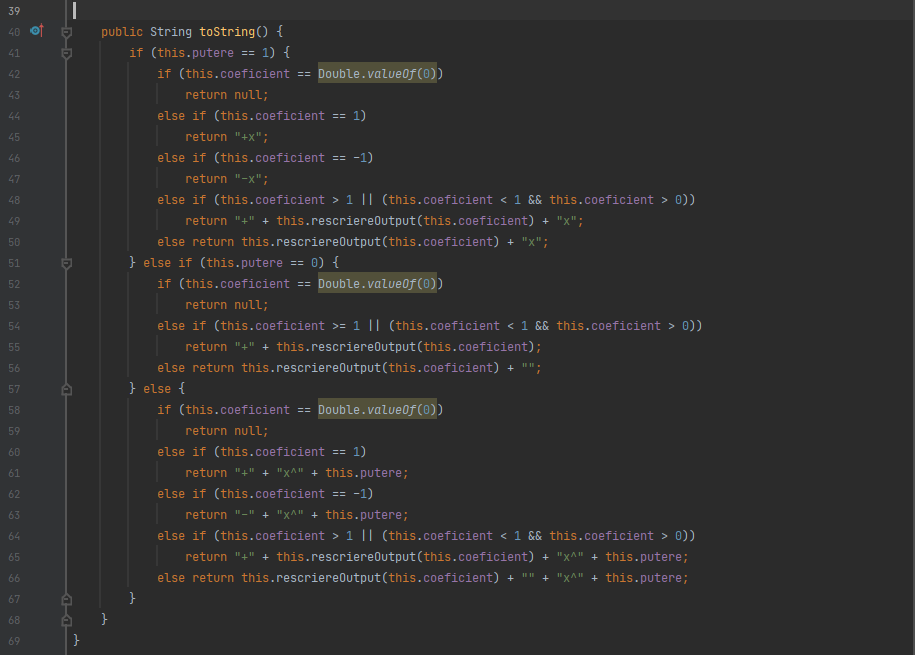 39
40 public String toString() {
41 if (this.putere == 1) {
42 if (this.coeficient == Double.valueOf(0))
43 return null;
44 else if (this.coeficient == 1)
45 return "+x";
46 else if (this.coeficient == -1)
47 return "-x";
48 else if (this.coeficient > 1 || (this.coeficient < 1 && this.coeficient > 0))
49 return "+" + this.rescriereOutput(this.coeficient) + "x";
50 else return this.rescriereOutput(this.coeficient) + "x";
51 } else if (this.putere == 0) {
52 if (this.coeficient == Double.valueOf(0))
53 return null;
54 else if (this.coeficient >= 1 || (this.coeficient < 1 && this.coeficient > 0))
55 return "+" + this.rescriereOutput(this.coeficient);
56 else return this.rescriereOutput(this.coeficient) + "";
57 } else {
58 if (this.coeficient == Double.valueOf(0))
59 return null;
60 else if (this.coeficient == 1)
61 return "+" + "x^" + this.putere;
62 else if (this.coeficient == -1)
63 return "-" + "x^" + this.putere;
64 else if (this.coeficient > 1 || (this.coeficient < 1 && this.coeficient > 0))
65 return "+" + this.rescriereOutput(this.coeficient) + "x^" + this.putere;
66 else return this.rescriereOutput(this.coeficient) + "" + "x^" + this.putere;
67 }
68 }
69 }